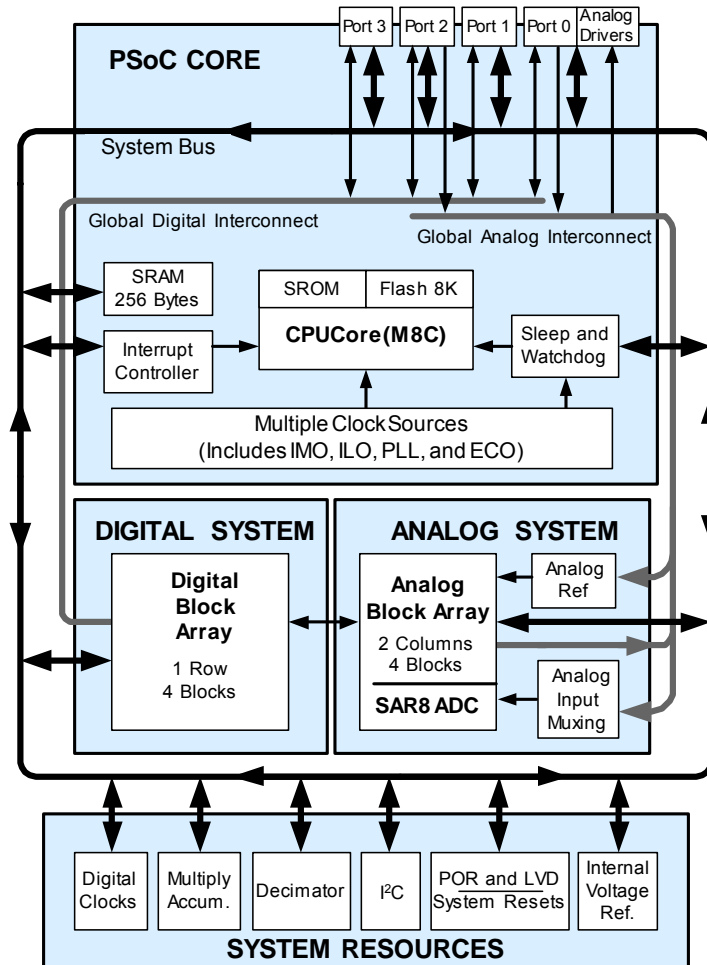 Port 3
Port 2
Port 1
Port 0
Analog
Drivers
PSoC CORE
System Bus
Global Digital Interconnect
Global Analog Interconnect
SRAM
256 Bytes
SROM
Flash 8K
CPUCore(M8C)
Interrupt
Controller
Sleep and
Watchdog
Multiple Clock Sources
(Includes IMO, ILO, PLL, and ECO)
DIGITAL SYSTEM
Digital
Block
Array
1 Row
4 Blocks
ANALOG SYSTEM
Analog
Block Array
2 Columns
4 Blocks
SAR8 ADC
Analog
Ref
Analog
Input
Muxing
Digital
Clocks
Multiply
Accum.
Decimator
I²C
POR and LVD
System Resets
Internal
Voltage
Ref.
SYSTEM RESOURCES